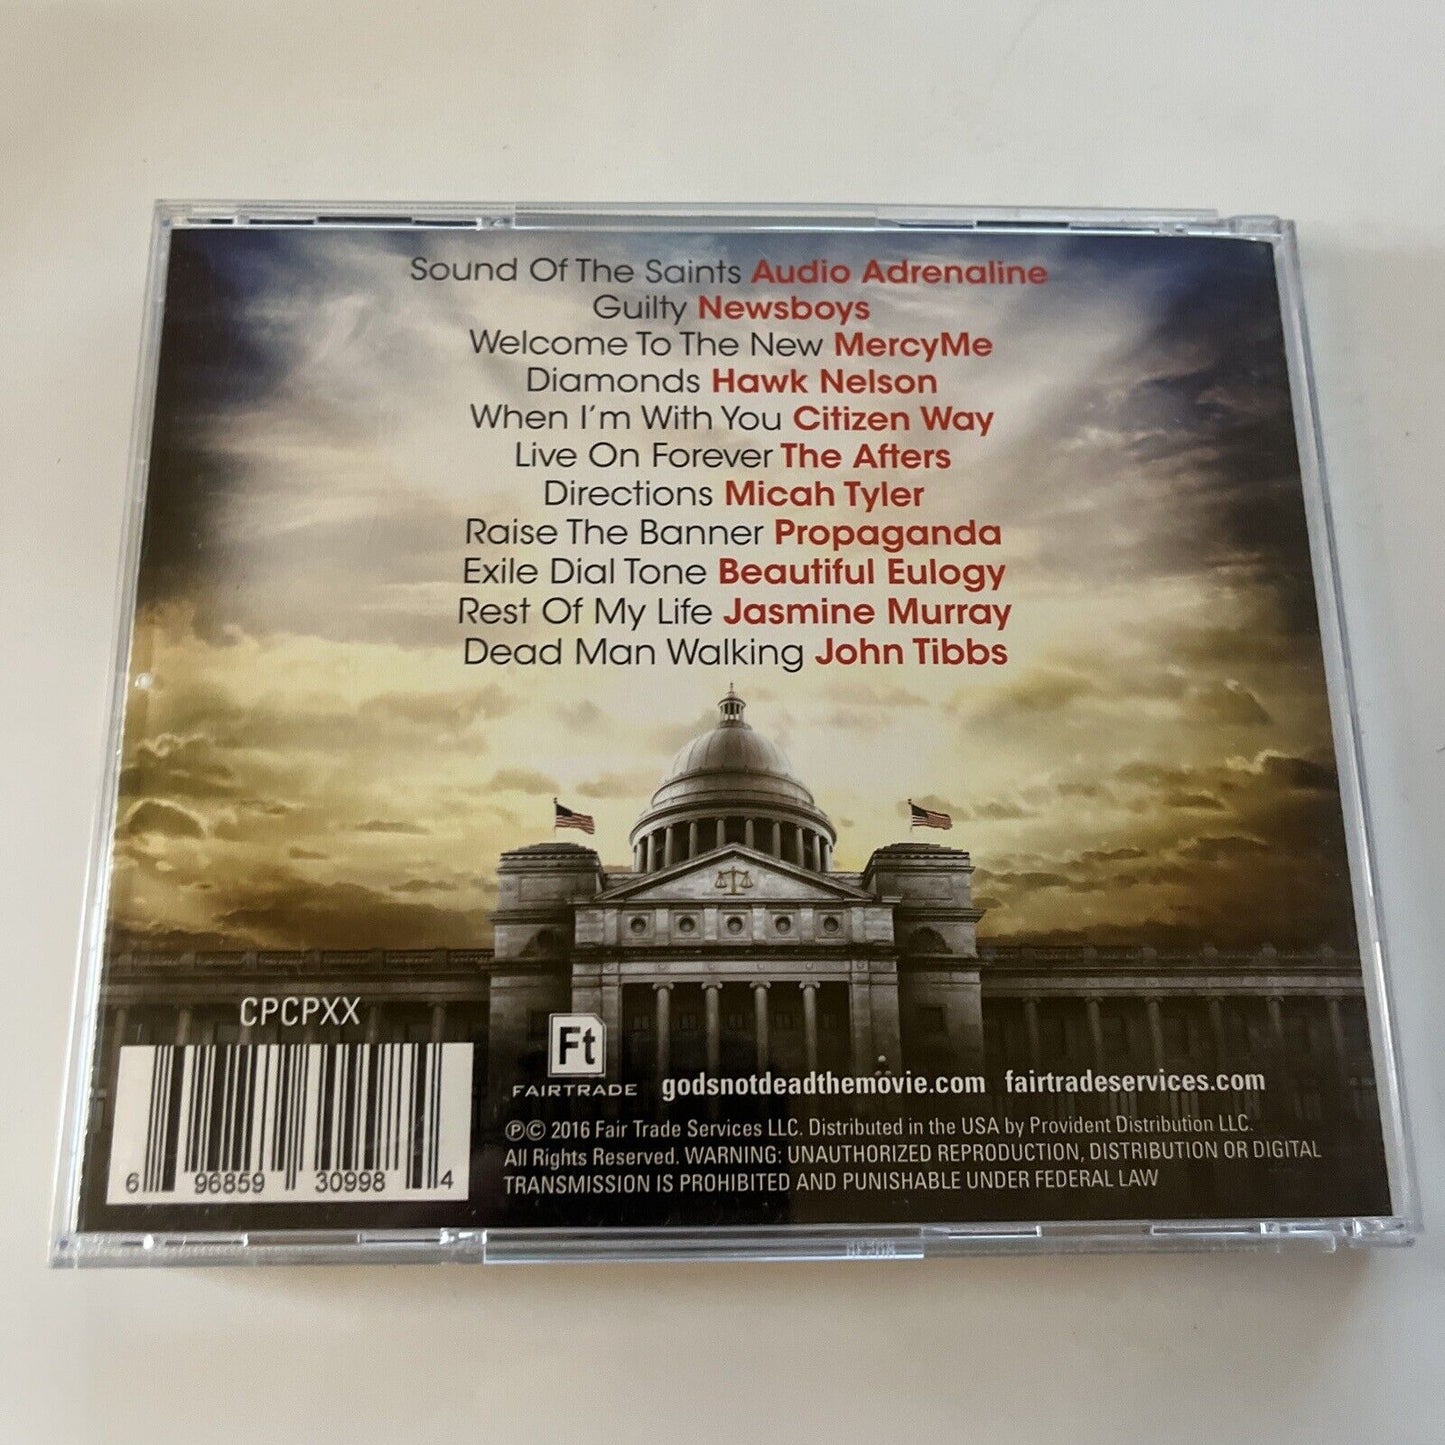 Sound Of The Saints Audio Adrenaline
Guilty Newsboys
Welcome To The New MercyMe
Diamonds Hawk Nelson
When I'm With You Citizen Way
Live On Forever The Afters
Directions Micah Tyler
Raise The Banner Propaganda
Exile Dial Tone Beautiful Eulogy
Rest Of My Life Jasmine Murray
Dead Man Walking John Tibbs
CPCPXX
6 96859 30998 4
Ft
FAIRTRADE
godsnotdeadthemovie.com fairtradeservices.com
℗© 2016 Fair Trade Services LLC. Distributed in the USA by Provident Distribution LLC.
All Rights Reserved. WARNING: UNAUTHORIZED REPRODUCTION, DISTRIBUTION OR DIGITAL
TRANSMISSION IS PROHIBITED AND PUNISHABLE UNDER FEDERAL LAW